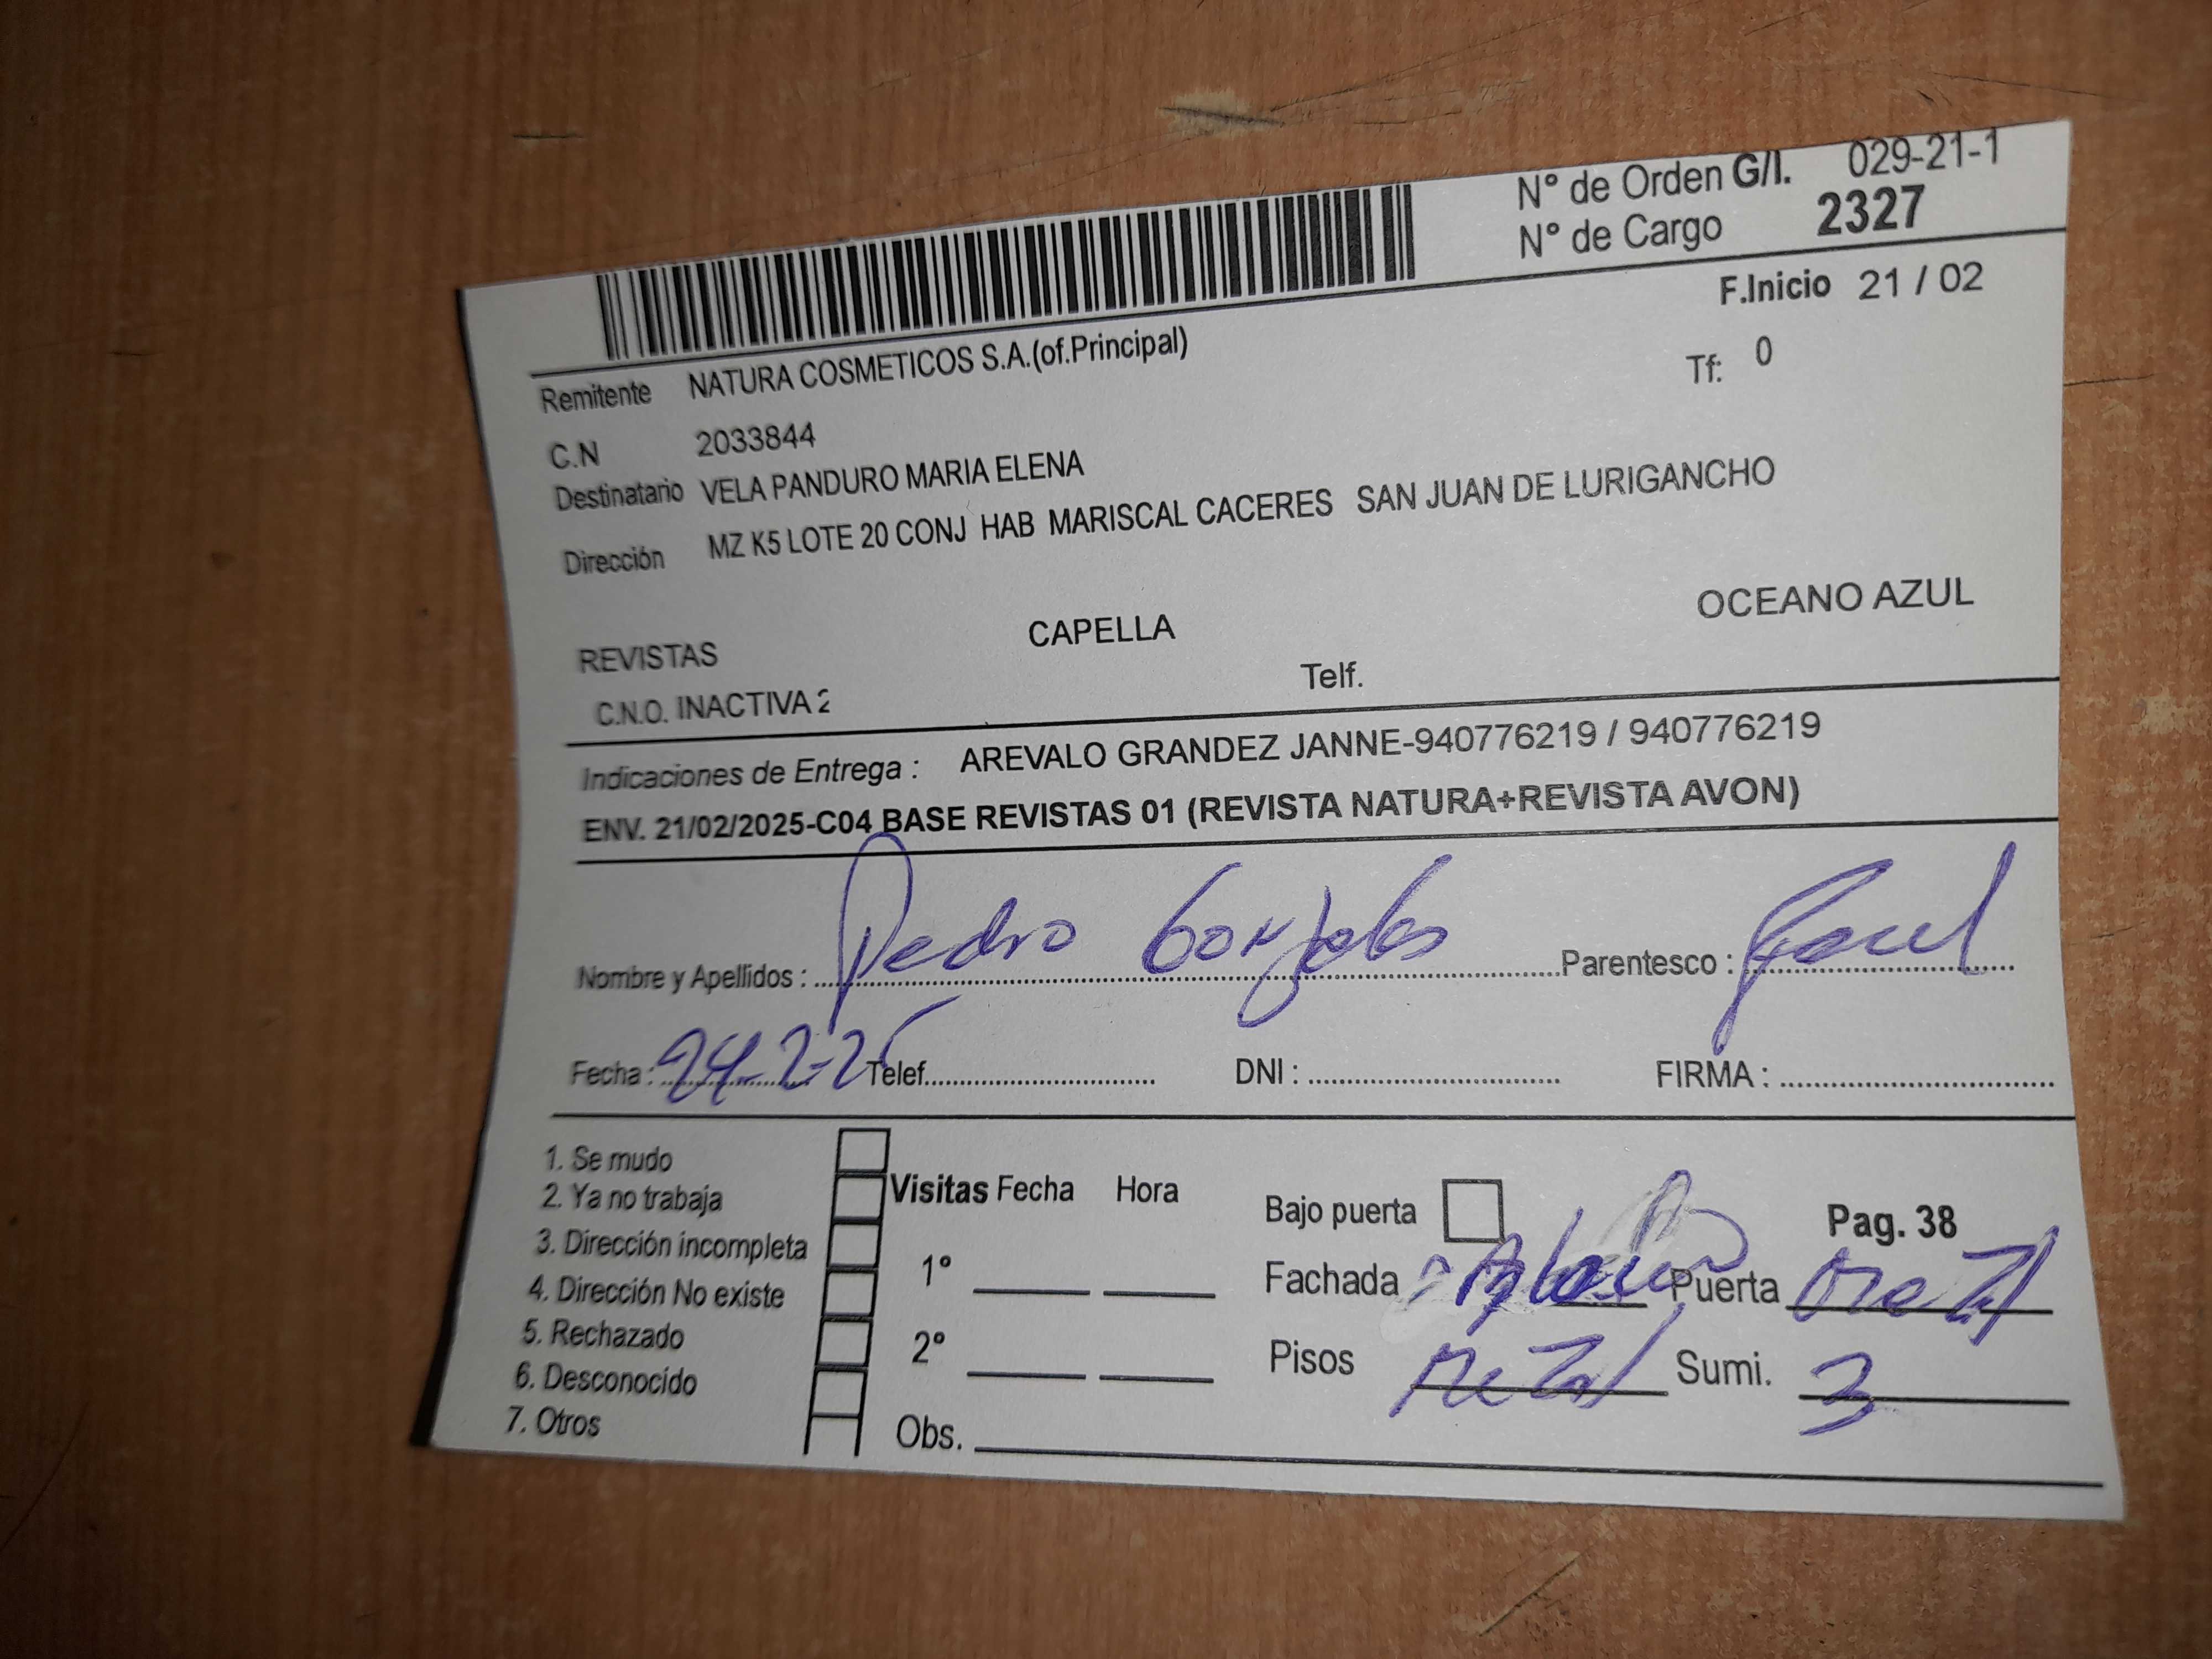 N° de Orden G/I. 029-21-1
N° de Cargo 2327
F.Inicio 21 / 02
Remitente NATURA COSMETICOS S.A.(of.Principal)
Tf: 0
C.N 2033844
Destinatario VELA PANDURO MARIA ELENA
Dirección MZ K5 LOTE 20 CONJ HAB MARISCAL CACERES SAN JUAN DE LURIGANCHO
REVISTAS CAPELLA OCEANO AZUL
C.N.O. INACTIVA 2 Telf.
Indicaciones de Entrega : AREVALO GRANDEZ JANNE-940776219 / 940776219
ENV. 21/02/2025-C04 BASE REVISTAS 01 (REVISTA NATURA+REVISTA AVON)
Nombre y Apellidos : Pedro Gonzales Parentesco :
Fecha : 24-2-25 Telef. DNI : FIRMA :
1. Se mudo
2. Ya no trabaja
3. Dirección incompleta
4. Dirección No existe
5. Rechazado
6. Desconocido
7. Otros
Visitas Fecha Hora
1°
2°
Obs.
Bajo puerta Pag. 38
Fachada Puerta
Pisos Sumi. 3